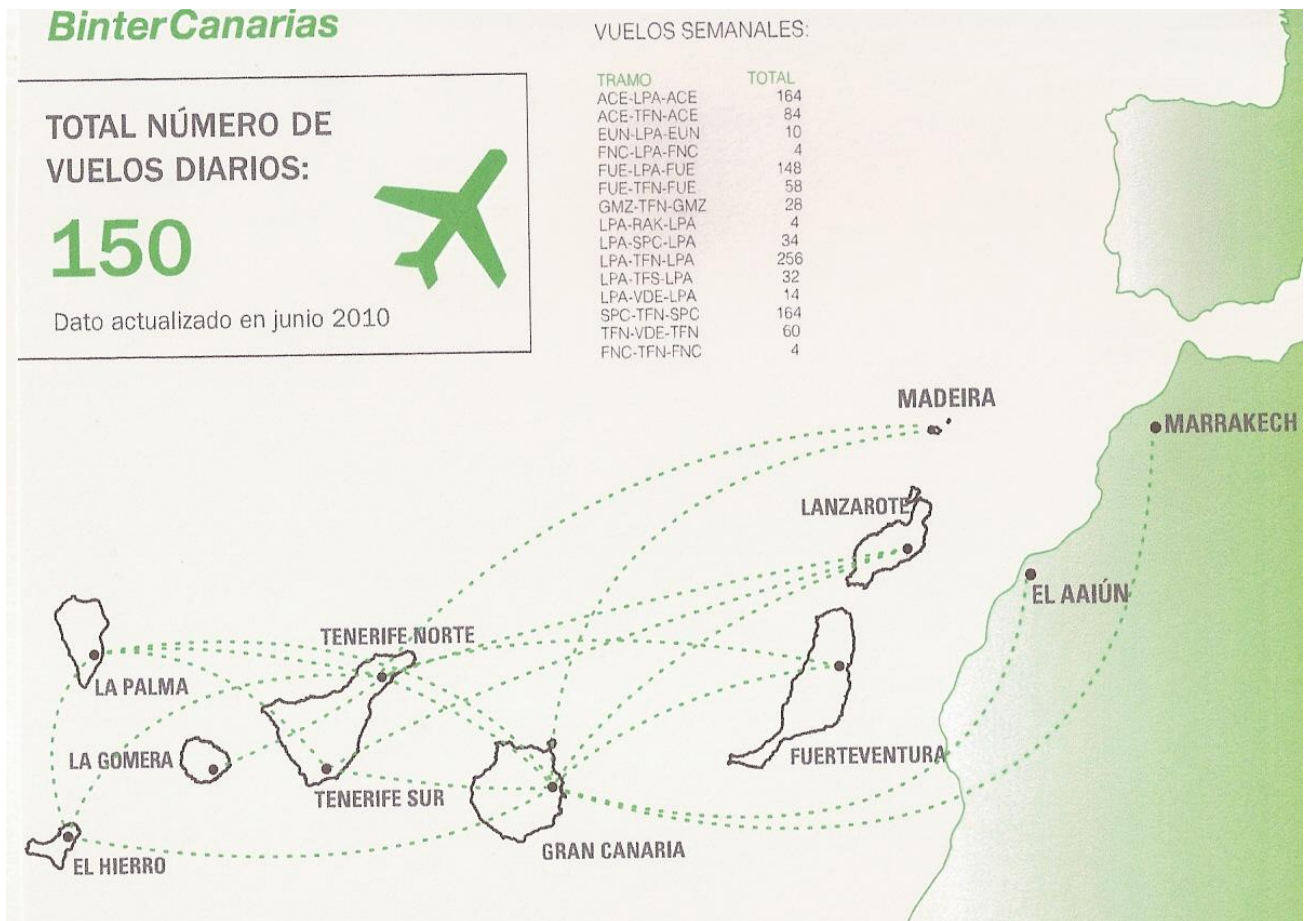 BinterCanarias
TOTAL NÚMERO DE
VUELOS DIARIOS:
150
Dato actualizado en junio 2010
VUELOS SEMANALES:
TRAMO TOTAL
ACE-LPA-ACE 164
ACE-TFN-ACE 84
EUN-LPA-EUN 10
FNC-LPA-FNC 4
FUE-LPA-FUE 148
FUE-TFN-FUE 58
GMZ-TFN-GMZ 28
LPA-RAK-LPA 4
LPA-SPC-LPA 34
LPA-TFN-LPA 256
LPA-TFS-LPA 32
LPA-VDE-LPA 14
SPC-TFN-SPC 164
TFN-VDE-TFN 60
FNC-TFN-FNC 4
MADEIRA
MARRAKECH
LANZAROTE
EL AAIÚN
TENERIFE NORTE
LA PALMA
LA GOMERA
FUERTEVENTURA
TENERIFE SUR
GRAN CANARIA
EL HIERRO